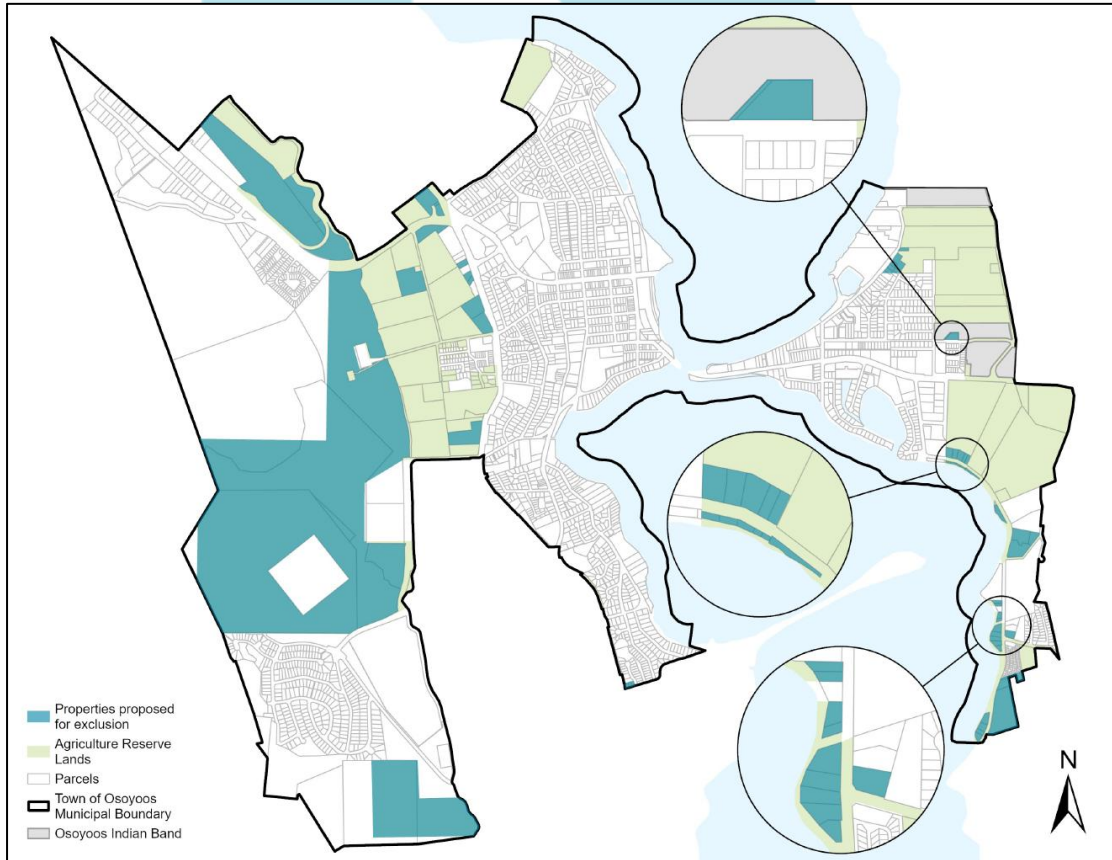 Properties proposed
for exclusion
Agriculture Reserve
Lands
Parcels
Town of Osoyoos
Municipal Boundary
Osoyoos Indian Band
N